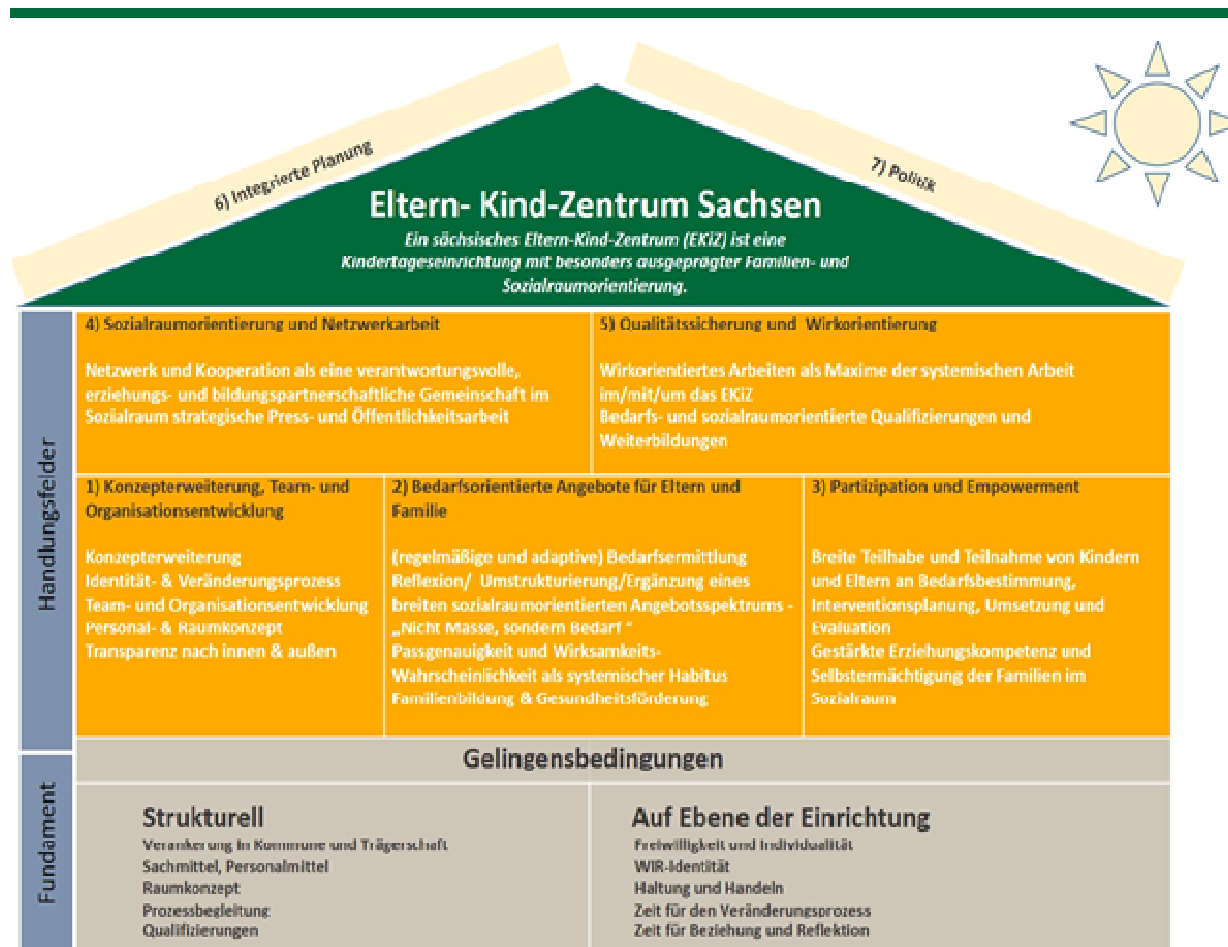 6) Integrierte Planung
7) Politik
Eltern- Kind-Zentrum Sachsen
Ein sächsisches Eltern-Kind-Zentrum (EKiZ) ist eine
Kindertageseinrichtung mit besonders ausgeprägter Familien- und
Sozialraumorientierung.
Handlungsfelder
4) Sozialraumorientierung und Netzwerkarbeit
Netzwerk und Kooperation als eine verantwortungsvolle,
erziehungs- und bildungspartnerschaftliche Gemeinschaft im
Sozialraum strategische Press- und Öffentlichkeitsarbeit
5) Qualitätssicherung und Wirkorientierung
Wirkorientiertes Arbeiten als Maxime der systemischen Arbeit
im/mit/um das EKiZ
Bedarfs- und sozialraumorientierte Qualifizierungen und
Weiterbildungen
1) Konzepterweiterung, Team- und
Organisationsentwicklung
Konzepterweiterung
Identität- & Veränderungsprozess
Team- und Organisationsentwicklung
Personal- & Raumkonzept
Transparenz nach innen & außen
2) Bedarfsorientierte Angebote für Eltern und
Familie
(regelmäßige und adaptive) Bedarfsermittlung
Reflexion/ Umstrukturierung/Ergänzung eines
breiten sozialraumorientierten Angebotsspektrums -
„Nicht Masse, sondern Bedarf "
Passgenauigkeit und Wirksamkeits-
Wahrscheinlichkeit als systemischer Habitus
Familienbildung & Gesundheitsförderung
3) Partizipation und Empowerment
Breite Teilhabe und Teilnahme von Kindern
und Eltern an Bedarfsbestimmung,
Interventionsplanung, Umsetzung und
Evaluation
Gestärkte Erziehungskompetenz und
Selbstermächtigung der Familien im
Sozialraum
Fundament
Gelingensbedingungen
Strukturell
Verankerung in Kommune und Trägerschaft
Sachmittel, Personalmittel
Raumkonzept
Prozessbegleitung
Qualifizierungen
Auf Ebene der Einrichtung
Freiwilligkeit und Individualität
WIR-Identität
Haltung und Handeln
Zeit für den Veränderungsprozess
Zeit für Beziehung und Reflektion